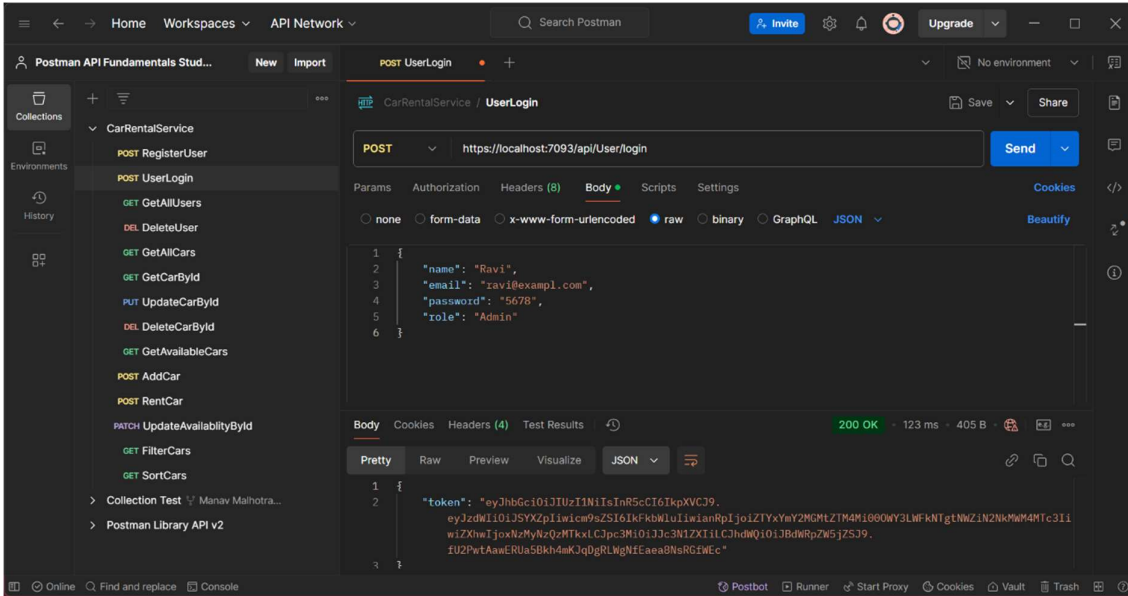 Home Workspaces API Network Search Postman Invite Upgrade
Postman API Fundamentals Stud... New Import POST UserLogin No environment
Collections
Environments
History
CarRentalService
POST RegisterUser
POST UserLogin
GET GetAllUsers
DEL DeleteUser
GET GetAllCars
GET GetCarById
PUT UpdateCarById
DEL DeleteCarById
GET GetAvailableCars
POST AddCar
POST RentCar
PATCH UpdateAvailablityById
GET FilterCars
GET SortCars
Collection Test Manav Malhotra...
Postman Library API v2
HTTP CarRentalService / UserLogin Save Share
POST https://localhost:7093/api/User/login Send
Params Authorization Headers (8) Body Scripts Settings Cookies
none form-data x-www-form-urlencoded raw binary GraphQL JSON Beautify
1 {
2 "name": "Ravi",
3 "email": "ravi@exampl.com",
4 "password": "5678",
5 "role": "Admin"
6 }
Body Cookies Headers (4) Test Results 200 OK 123 ms 405 B e.g.
Pretty Raw Preview Visualize JSON
1 {
2 "token": "eyJhbGciOiJIUzI1NiIsInR5cCI6IkpXVCJ9.
3 }
Online Find and replace Console Postbot Runner Start Proxy Cookies Vault Trash